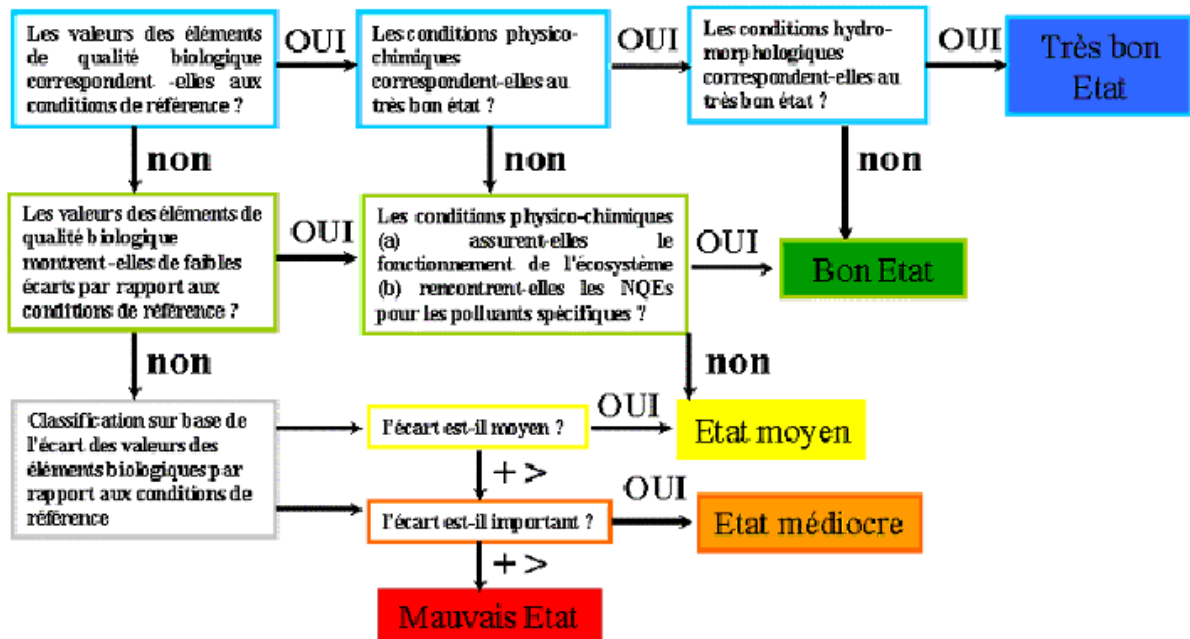 Les valeurs des éléments
de qualité biologique
correspondent -elles aux
conditions de référence ?
OUI
Les conditions physico-
chimiques
correspondent-elles au
très bon état ?
OUI
Les conditions hydro-
morphologiques
correspondent-elles au
très bon état ?
OUI
Très bon
Etat
non
non
non
Les valeurs des éléments de
qualité biologique
montrent -elles de faibles
écarts par rapport aux
conditions de référence ?
OUI
Les conditions physico-chimiques
(a) assurent-elles le
fonctionnement de l'écosystème
(b) rencontrent-elles les NQEs
pour les polluants spécifiques ?
OUI
Bon Etat
non
non
Classification sur base de
l'écart des valeurs des
éléments biologiques par
rapport aux conditions de
référence
l'écart est-il moyen ?
OUI
Etat moyen
+ >
l'écart est-il important ?
OUI
Etat médiocre
+ >
Mauvais Etat